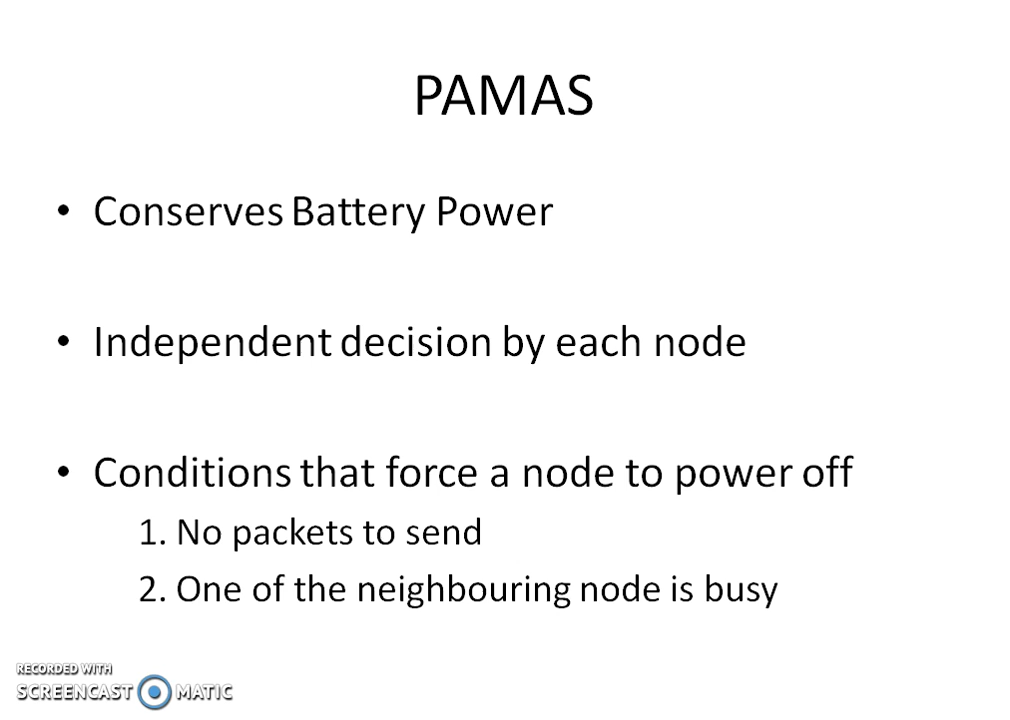 PAMAS
• Conserves Battery Power
• Independent decision by each node
• Conditions that force a node to power off
1. No packets to send
2. One of the neighbouring node is busy
RECORDED WITH
SCREENCAST MATIC